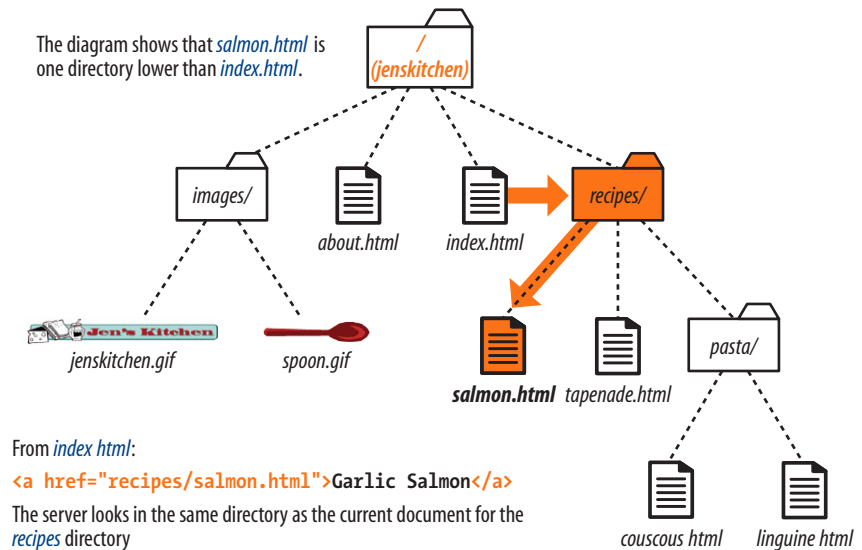 The diagram shows that salmon.html is
one directory lower than index.html.
/
(jenskitchen)
images/
about.html
index.html
recipes/
Jen's Kitchen
jenskitchen.gif
spoon.gif
salmon.html
tapenade.html
pasta/
couscous html
linguine html
From index html:
<a href="recipes/salmon.html">Garlic Salmon</a>
The server looks in the same directory as the current document for the
recipes directory